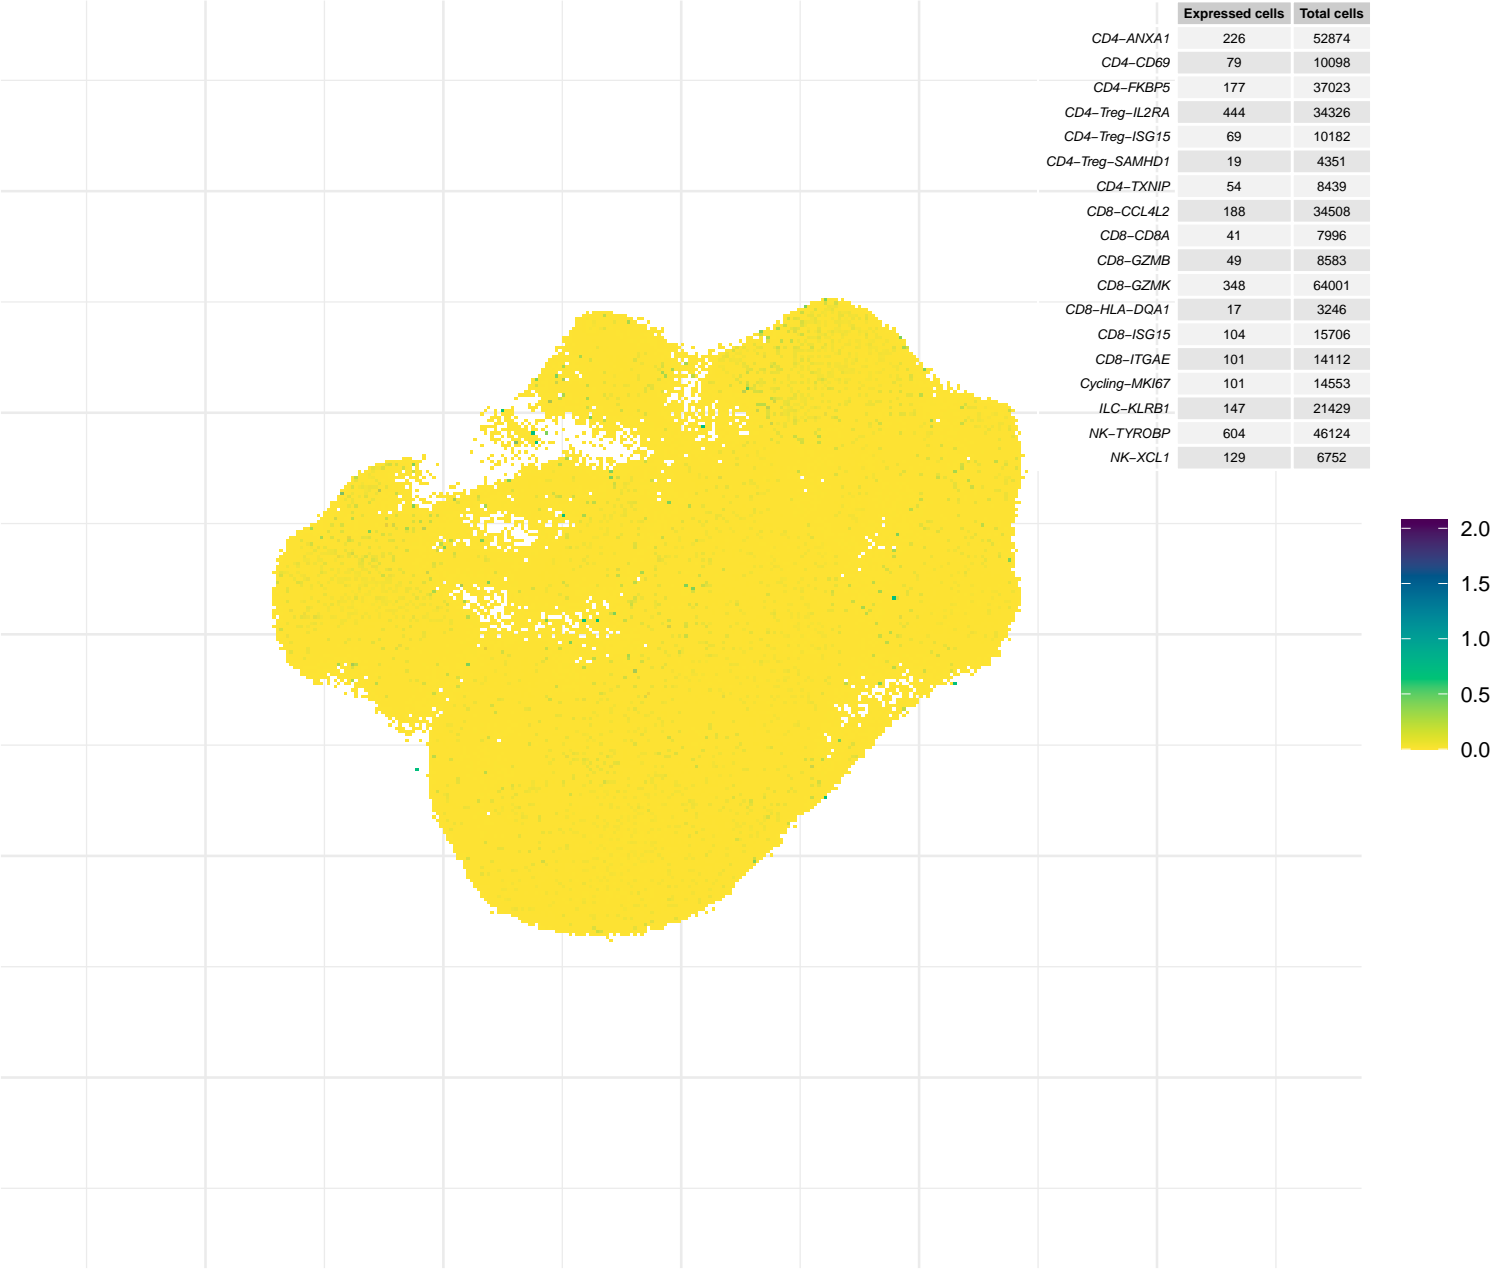 Expressed cells Total cells
CD4−ANXA1 226 52874
CD4−CD69 79 10098
CD4−FKBP5 177 37023
CD4−Treg−IL2RA 444 34326
CD4−Treg−ISG15 69 10182
CD4−Treg−SAMHD1 19 4351
CD4−TXNIP 54 8439
CD8−CCL4L2 188 34508
CD8−CD8A 41 7996
CD8−GZMB 49 8583
CD8−GZMK 348 64001
CD8−HLA−DQA1 17 3246
CD8−ISG15 104 15706
CD8−ITGAE 101 14112
Cycling−MKI67 101 14553
ILC−KLRB1 147 21429
NK−TYROBP 604 46124
NK−XCL1 129 6752
2.0
1.5
1.0
0.5
0.0